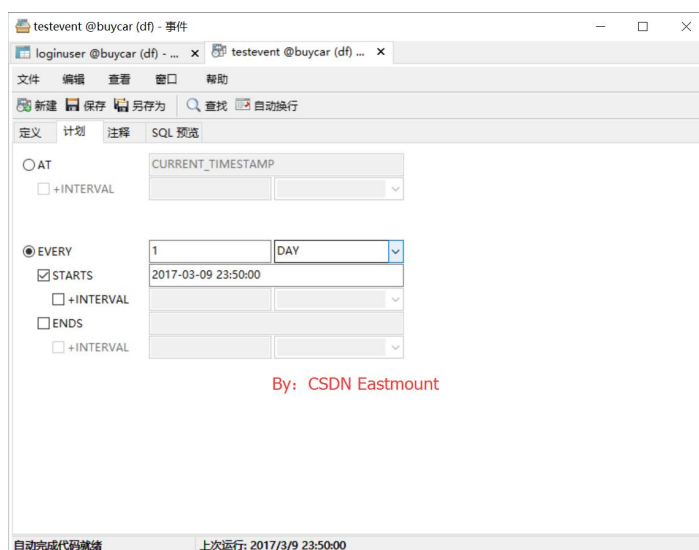 testevent @buycar (df) - 事件
loginuser @buycar (df) - ... × testevent @buycar (df) ... ×
文件 编辑 查看 窗口 帮助
新建 保存 另存为 查找 自动换行
定义 计划 注释 SQL 预览
AT CURRENT_TIMESTAMP
+INTERVAL
EVERY 1 DAY
STARTS 2017-03-09 23:50:00
+INTERVAL
ENDS
+INTERVAL
By：CSDN Eastmount
自动完成代码就绪 上次运行: 2017/3/9 23:50:00